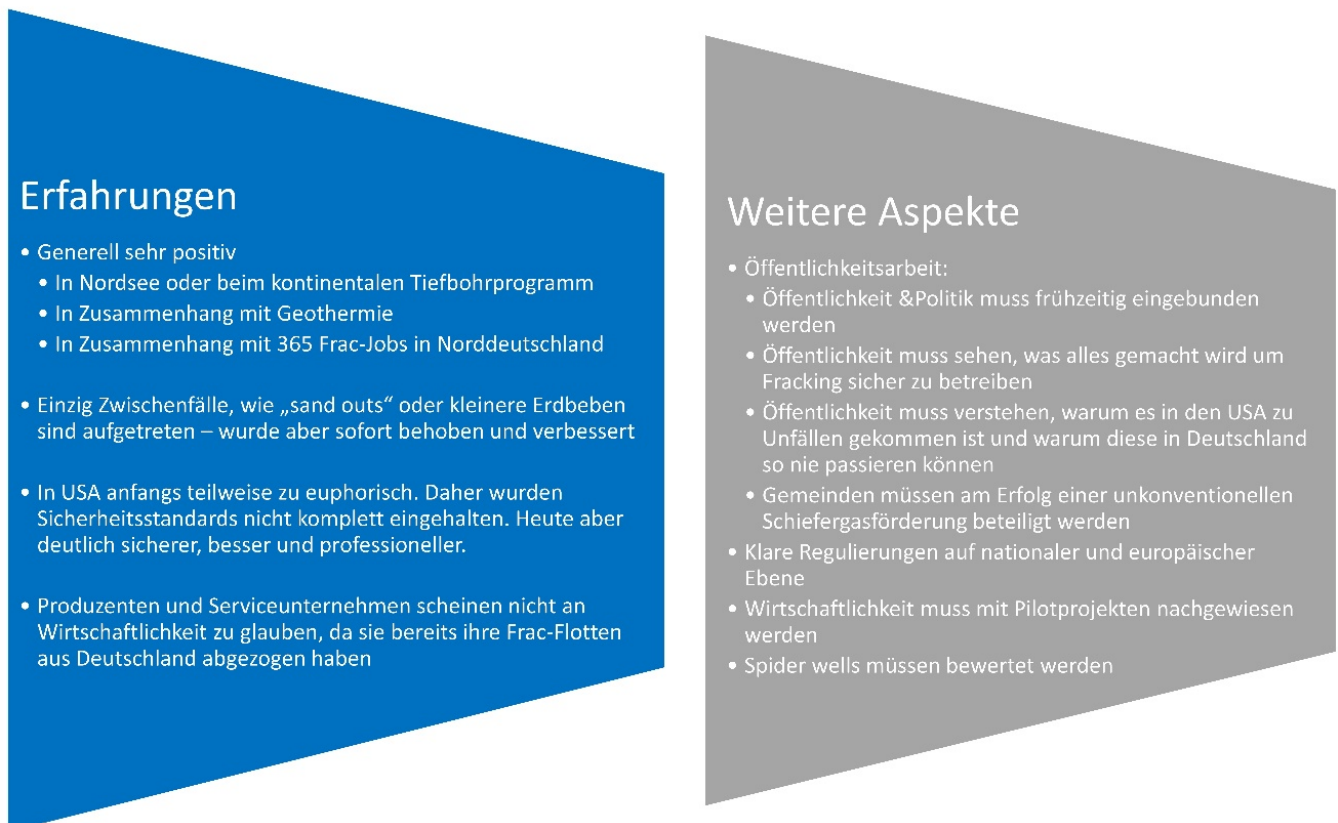 Erfahrungen
• Generell sehr positiv
• In Nordsee oder beim kontinentalen Tiefbohrprogramm
• In Zusammenhang mit Geothermie
• In Zusammenhang mit 365 Frac-Jobs in Norddeutschland
• Einzig Zwischenfälle, wie „sand outs“ oder kleinere Erdbeben
sind aufgetreten – wurde aber sofort behoben und verbessert
• In USA anfangs teilweise zu euphorisch. Daher wurden
Sicherheitsstandards nicht komplett eingehalten. Heute aber
deutlich sicherer, besser und professioneller.
• Produzenten und Serviceunternehmen scheinen nicht an
Wirtschaftlichkeit zu glauben, da sie bereits ihre Frac-Flotten
aus Deutschland abgezogen haben
Weitere Aspekte
• Öffentlichkeitsarbeit:
• Öffentlichkeit &Politik muss frühzeitig eingebunden
werden
• Öffentlichkeit muss sehen, was alles gemacht wird um
Fracking sicher zu betreiben
• Öffentlichkeit muss verstehen, warum es in den USA zu
Unfällen gekommen ist und warum diese in Deutschland
so nie passieren können
• Gemeinden müssen am Erfolg einer unkonventionellen
Schiefergasförderung beteiligt werden
• Klare Regulierungen auf nationaler und europäischer
Ebene
• Wirtschaftlichkeit muss mit Pilotprojekten nachgewiesen
werden
• Spider wells müssen bewertet werden